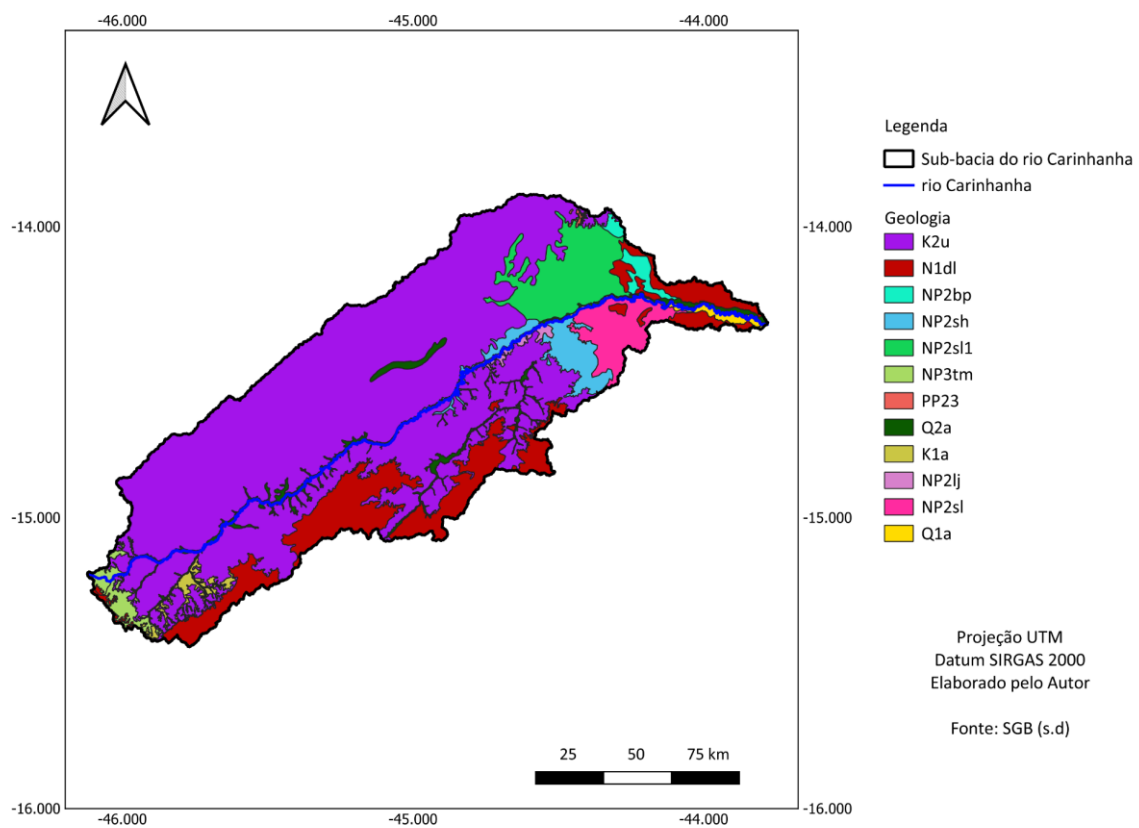 -46.000 -45.000 -44.000
-14.000 -14.000
-15.000 -15.000
-16.000 -16.000
-46.000 -45.000 -44.000
25 50 75 km
Legenda
Sub-bacia do rio Carinhanha
rio Carinhanha
Geologia
K2u
N1dl
NP2bp
NP2sh
NP2sl1
NP3tm
PP23
Q2a
K1a
NP2lj
NP2sl
Q1a
Projeção UTM
Datum SIRGAS 2000
Elaborado pelo Autor
Fonte: SGB (s.d)